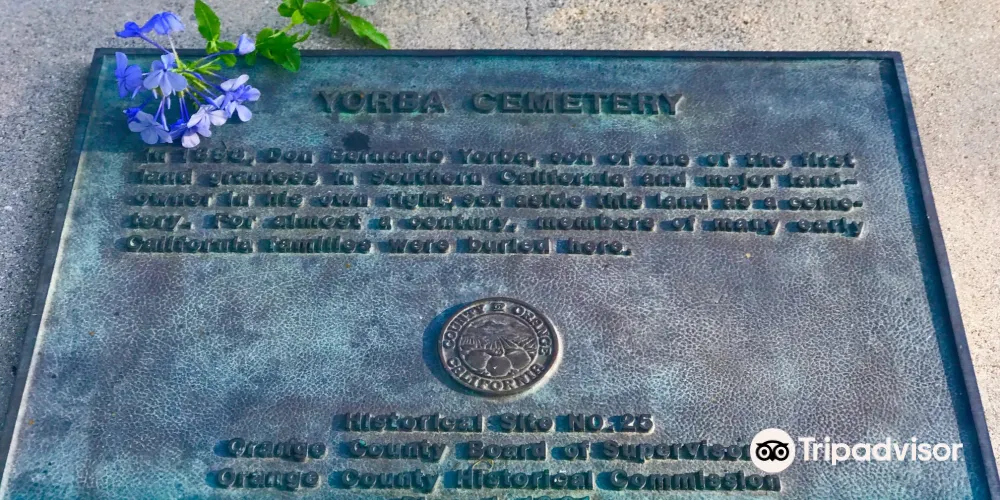 YORBA CEMETERY
In 1858, Don Bernardo Yorba, son of one of the first
land grantees in Southern California and major land-
owner in his own right, set aside this land as a ceme-
tery. For almost a century, members of many early
California families were buried here.
COUNTY OF ORANGE
CALIFORNIA
Historical Site NO. 25
Orange County Board of Supervisors
Orange County Historical Commission
Tripadvisor